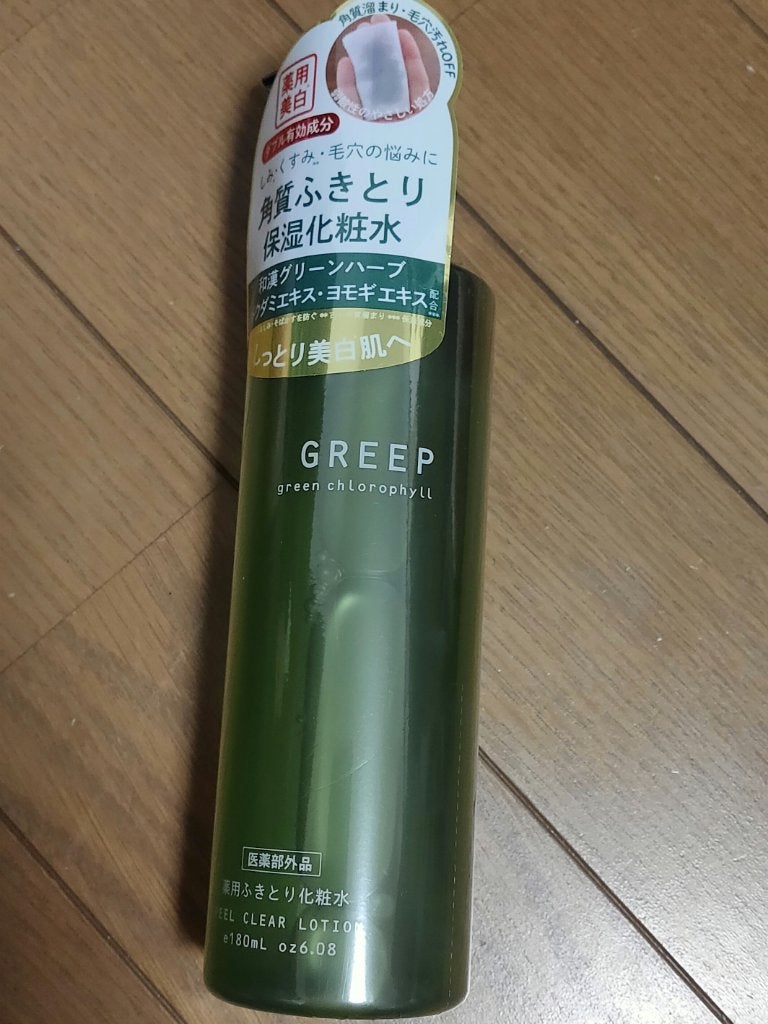 角質溜まり・毛穴汚れOFF
薬用
美白
ダブル有効成分
しみ・くすみ・毛穴の悩みに
角質ふきとり
保湿化粧水
和漢グリーンハーブ
クダミエキス・ヨモギエキス 配合
しっとり美白肌へ
GREEP
green chlorophyll
医薬部外品
薬用ふきとり化粧水
EEL CLEAR LOTION
e180mL oz6.08